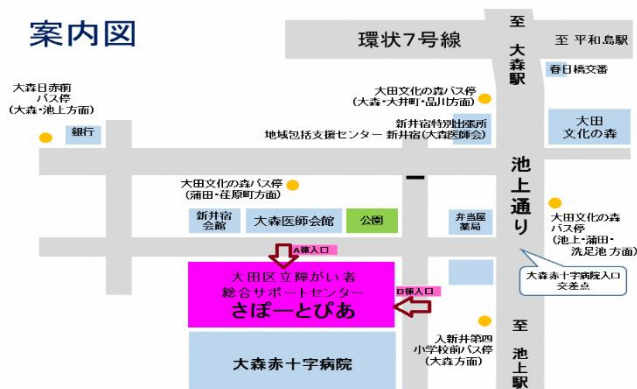 案内図
環状7号線
至 大森駅
至 平和島駅
春日橋交番
大森日赤前
バス停
(大森・池上方面)
銀行
大田文化の森バス停
(大森・大井町・品川方面)
新井宿特別出張所
地域包括支援センター 新井宿(大森医師会)
大田
文化の森
池上通り
大田文化の森バス停
(蒲田・荏原町方面)
新井宿
会館
大森医師会館
公園
弁当屋
薬局
大田文化の森
バス停
(池上・蒲田・
洗足池 方面)
A棟入口
大森赤十字病院入口
交差点
大田区立障がい者
総合サポートセンター
さぽーとぴあ
B棟入口
入新井第四
小学校前バス停
(大森方面)
至 池上駅
大森赤十字病院